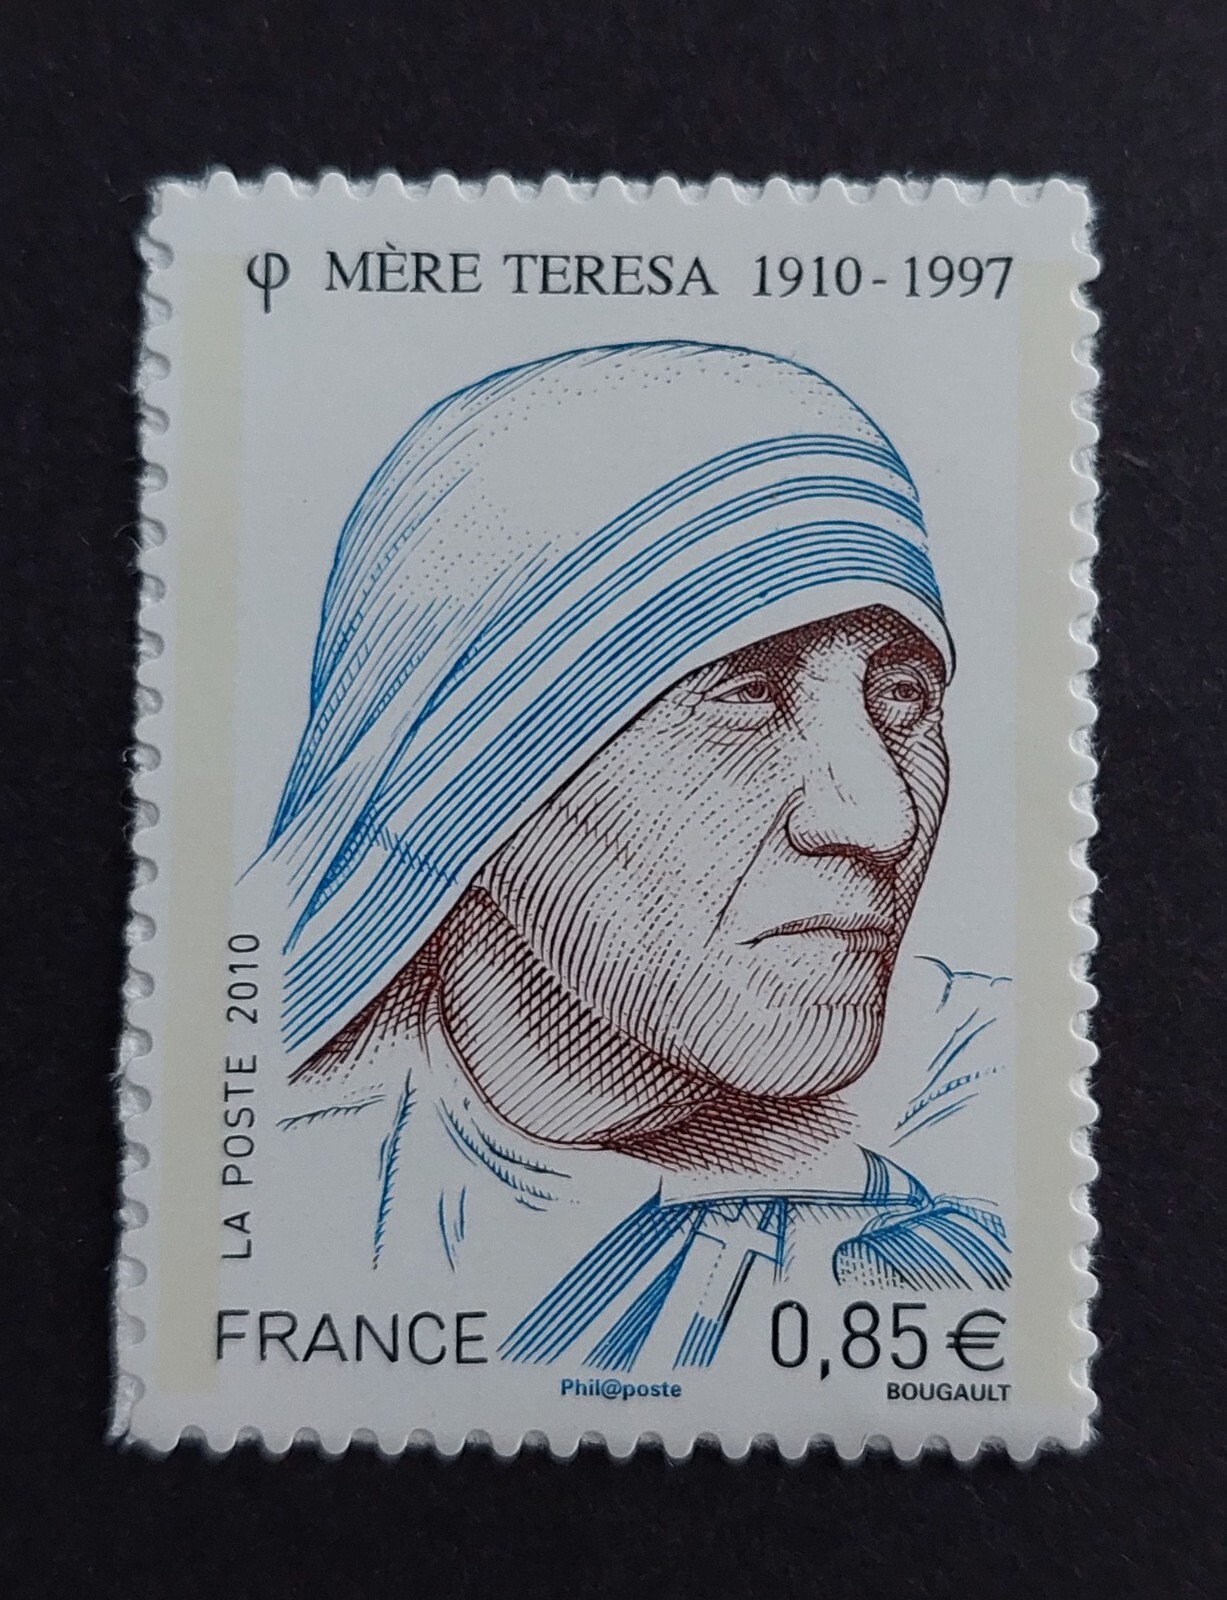 φ MÈRE TERESA 1910 - 1997
LA POSTE 2010
FRANCE
0,85 €
Phil@poste
BOUGAULT